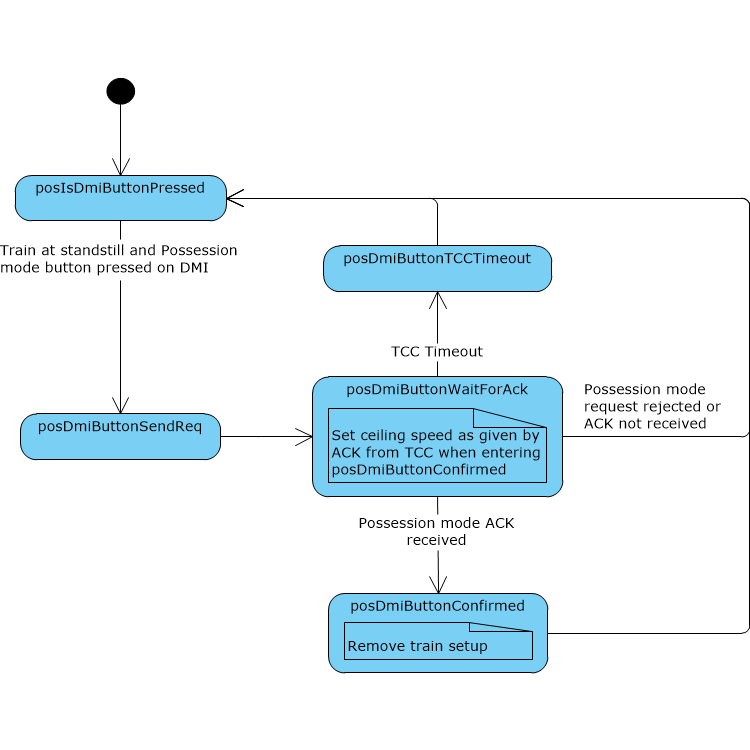 posIsDmiButtonPressed
Train at standstill and Possession
mode button pressed on DMI
posDmiButtonTCCTimeout
TCC Timeout
posDmiButtonWaitForAck
Set ceiling speed as given by
ACK from TCC when entering
posDmiButtonConfirmed
Possession mode
request rejected or
ACK not received
posDmiButtonSendReq
Possession mode ACK
received
posDmiButtonConfirmed
Remove train setup